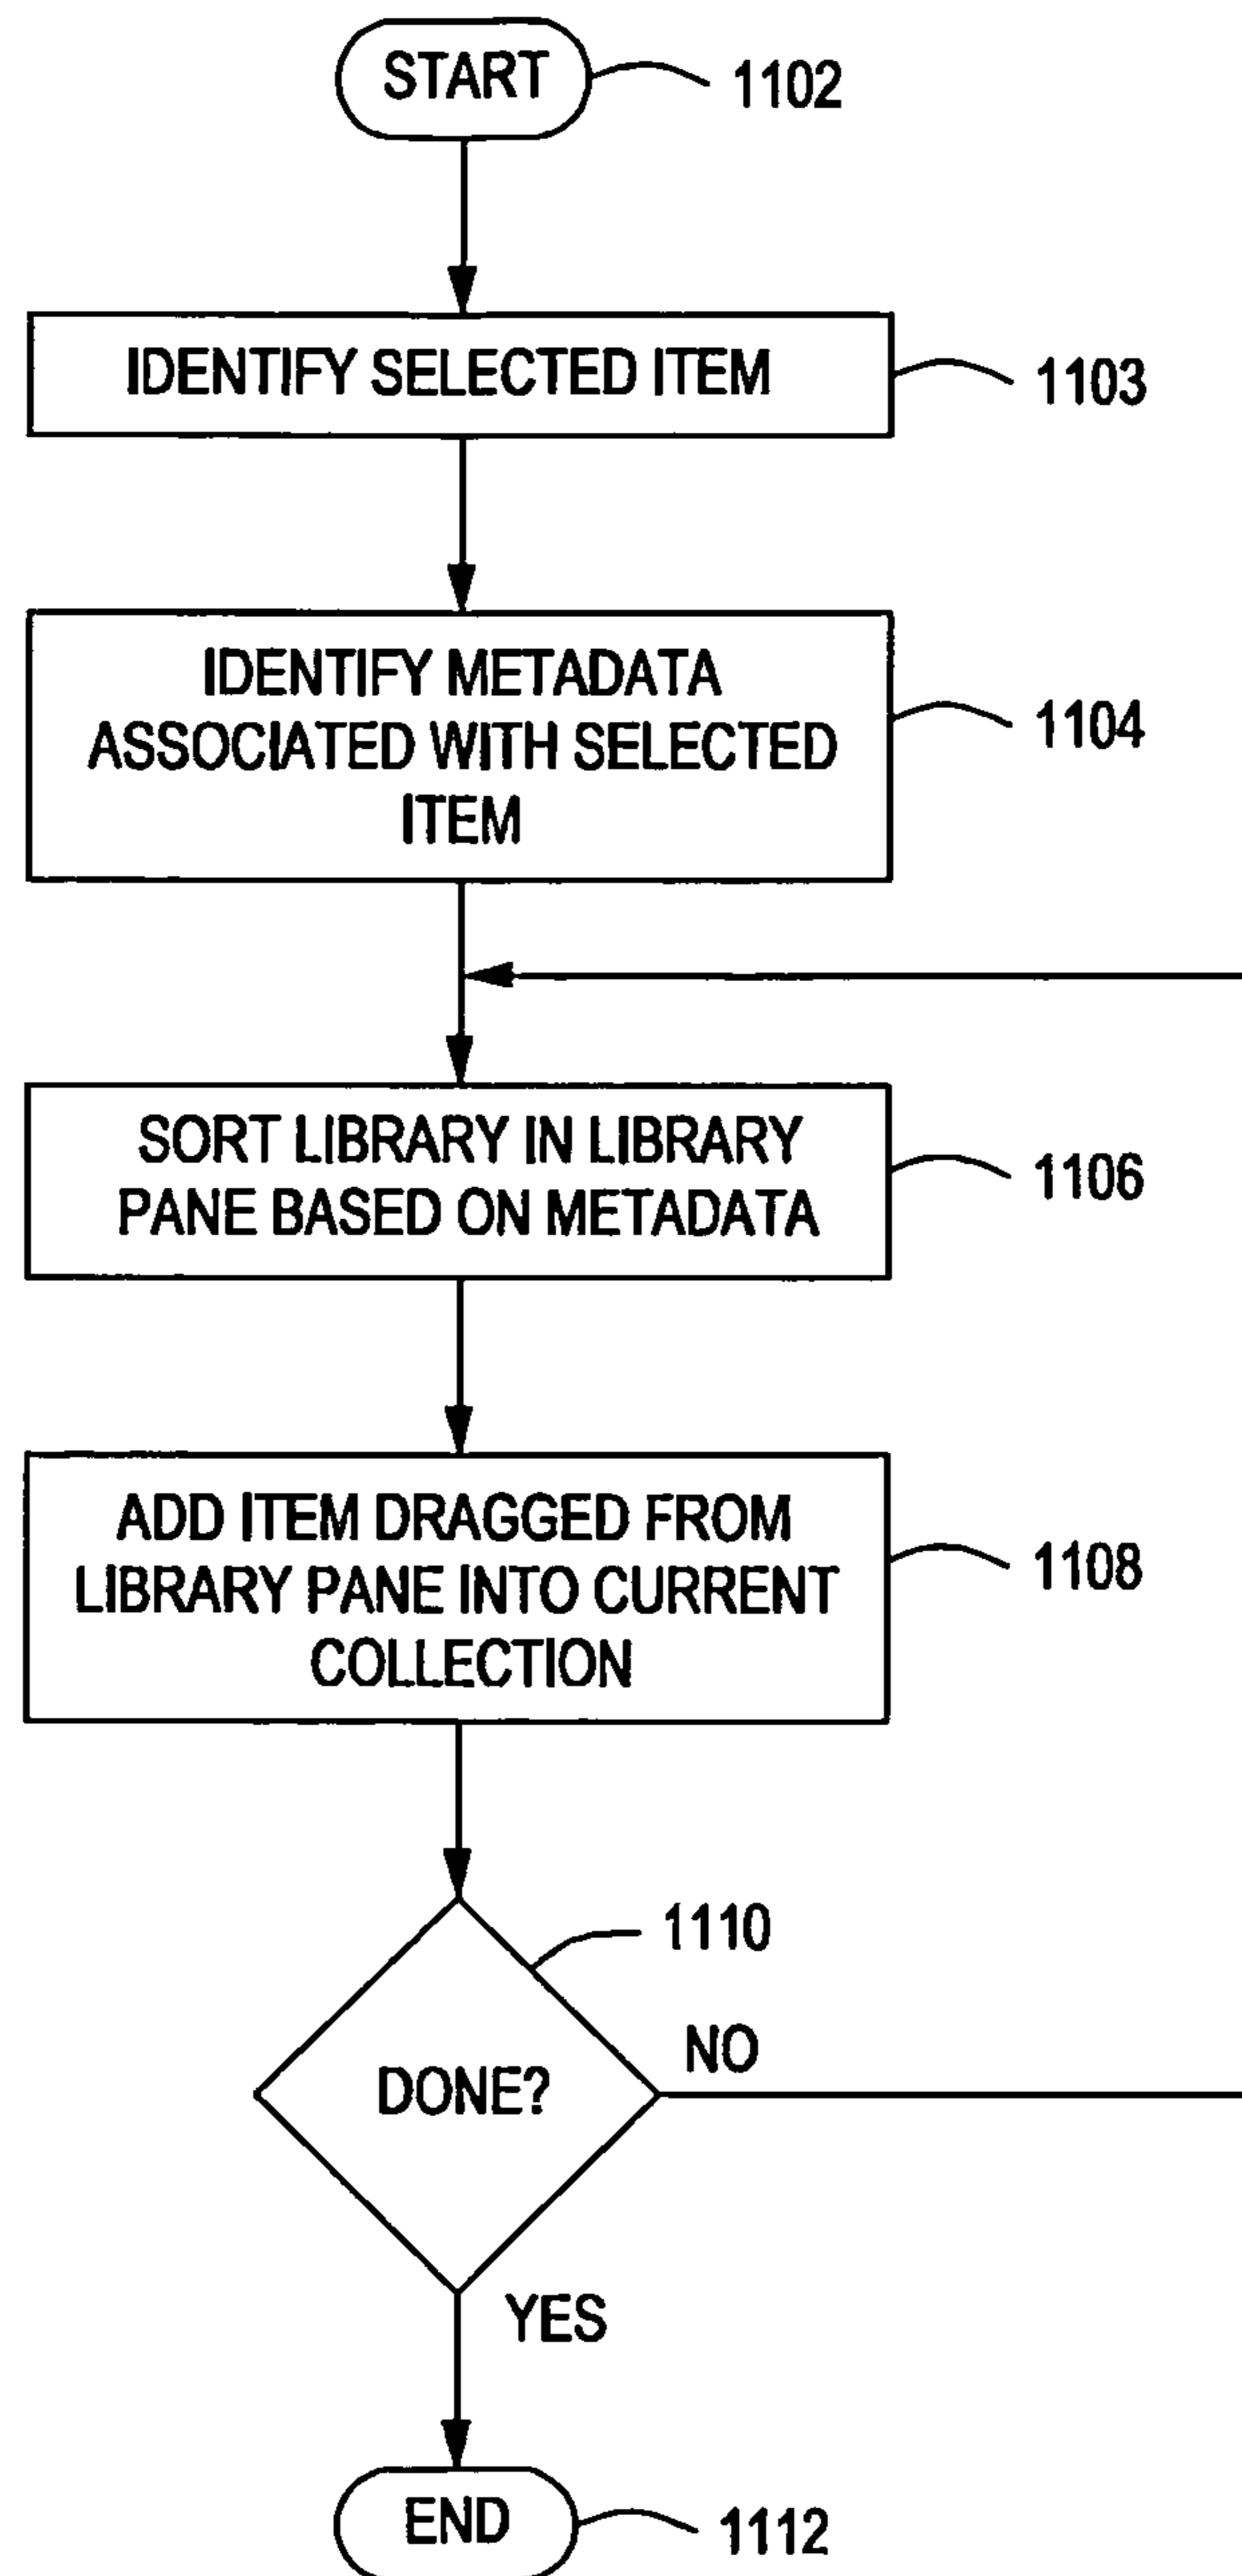 START
1102
IDENTIFY SELECTED ITEM
1103
IDENTIFY METADATA
ASSOCIATED WITH SELECTED
ITEM
1104
SORT LIBRARY IN LIBRARY
PANE BASED ON METADATA
1106
ADD ITEM DRAGGED FROM
LIBRARY PANE INTO CURRENT
COLLECTION
1108
1110
DONE?
NO
YES
END
1112